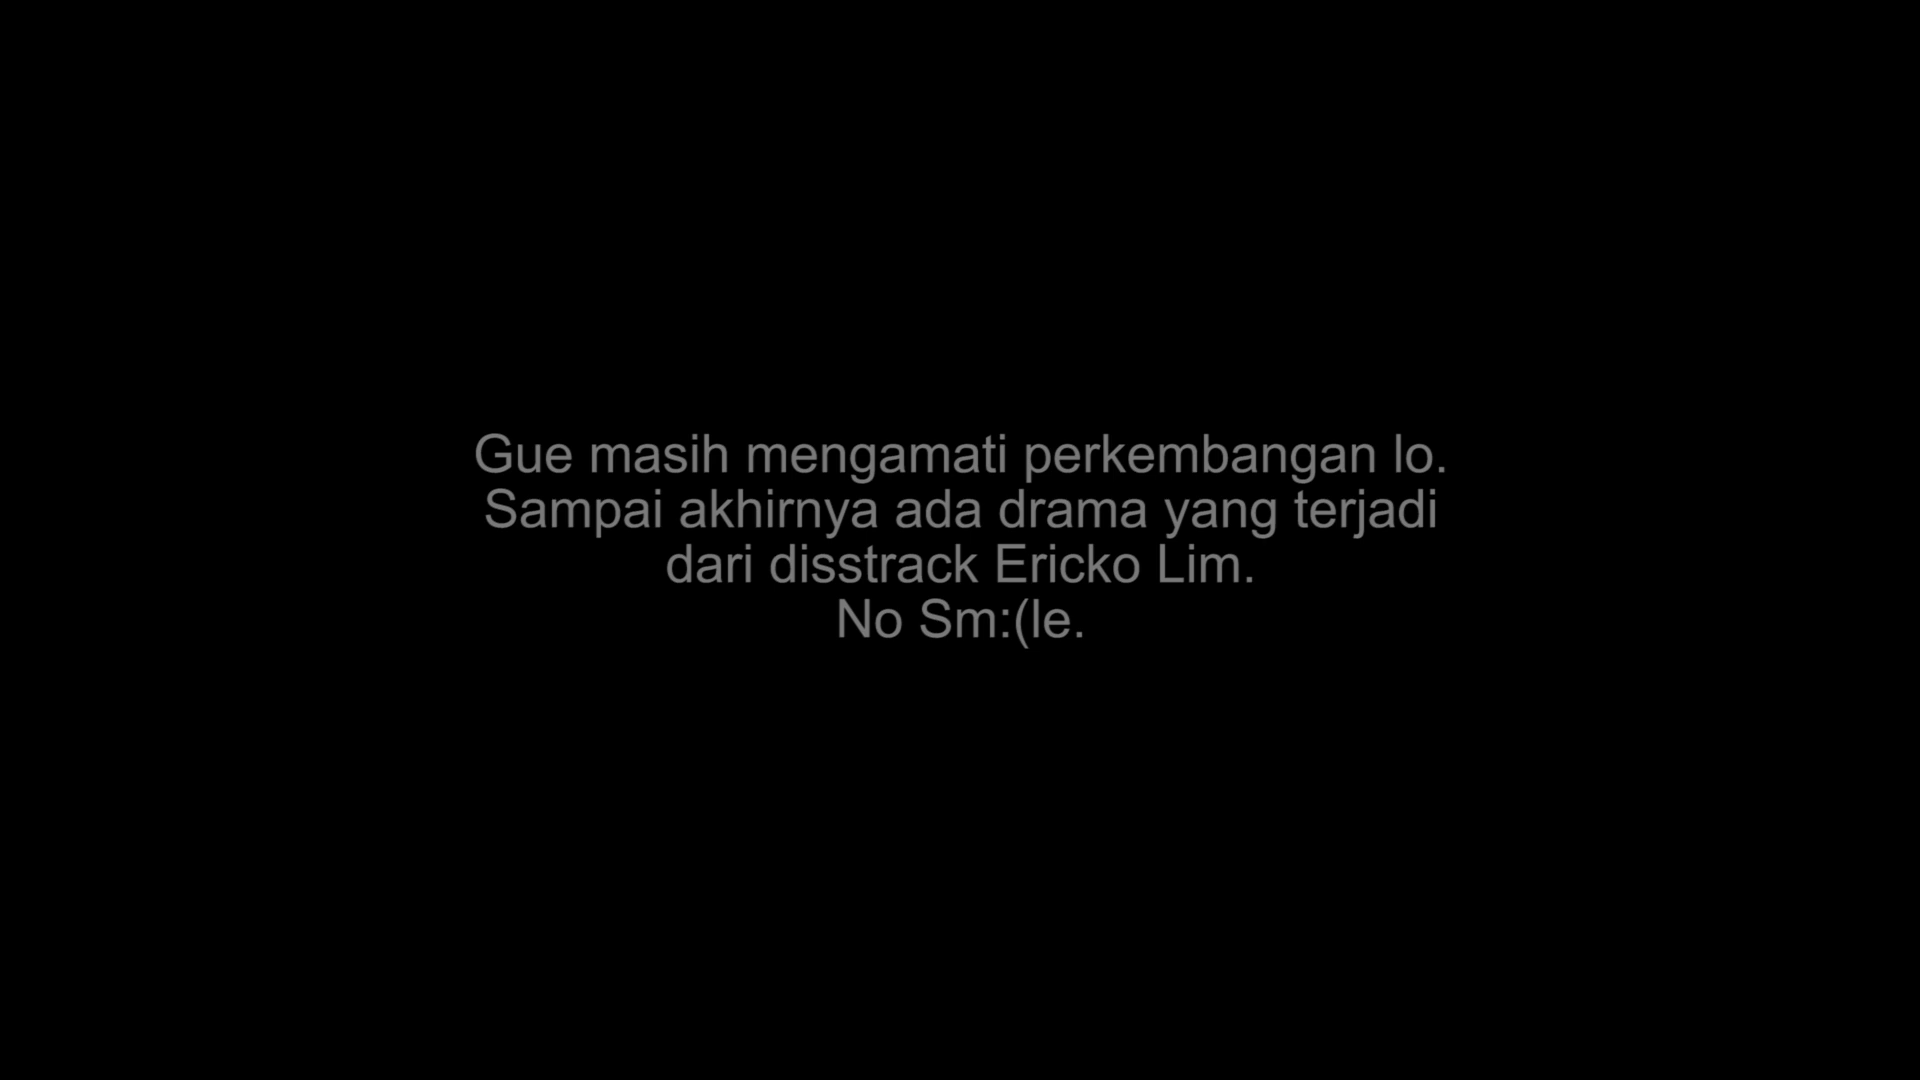 Gue masih mengamati perkembangan lo.
Sampai akhirnya ada drama yang terjadi
dari disstrack Ericko Lim.
No Sm:(le.